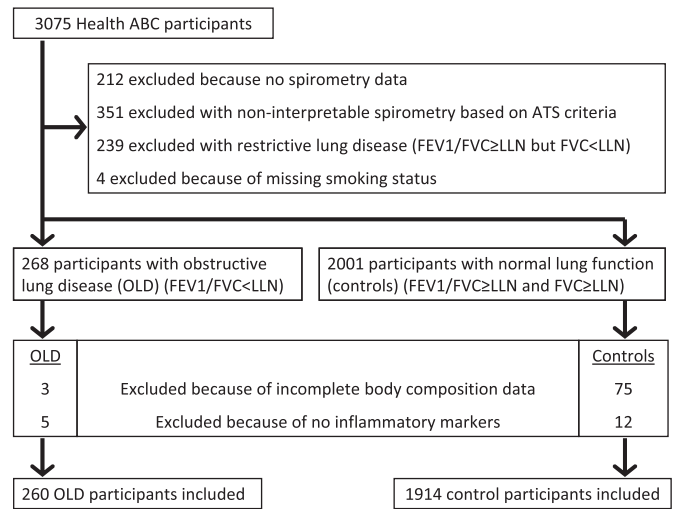 3075 Health ABC participants
212 excluded because no spirometry data
351 excluded with non-interpretable spirometry based on ATS criteria
239 excluded with restrictive lung disease (FEV1/FVC≥LLN but FVC<LLN)
4 excluded because of missing smoking status
268 participants with obstructive
lung disease (OLD) (FEV1/FVC<LLN)
2001 participants with normal lung function
(controls) (FEV1/FVC≥LLN and FVC≥LLN)
OLD Controls
3 Excluded because of incomplete body composition data 75
5 Excluded because of no inflammatory markers 12
260 OLD participants included
1914 control participants included